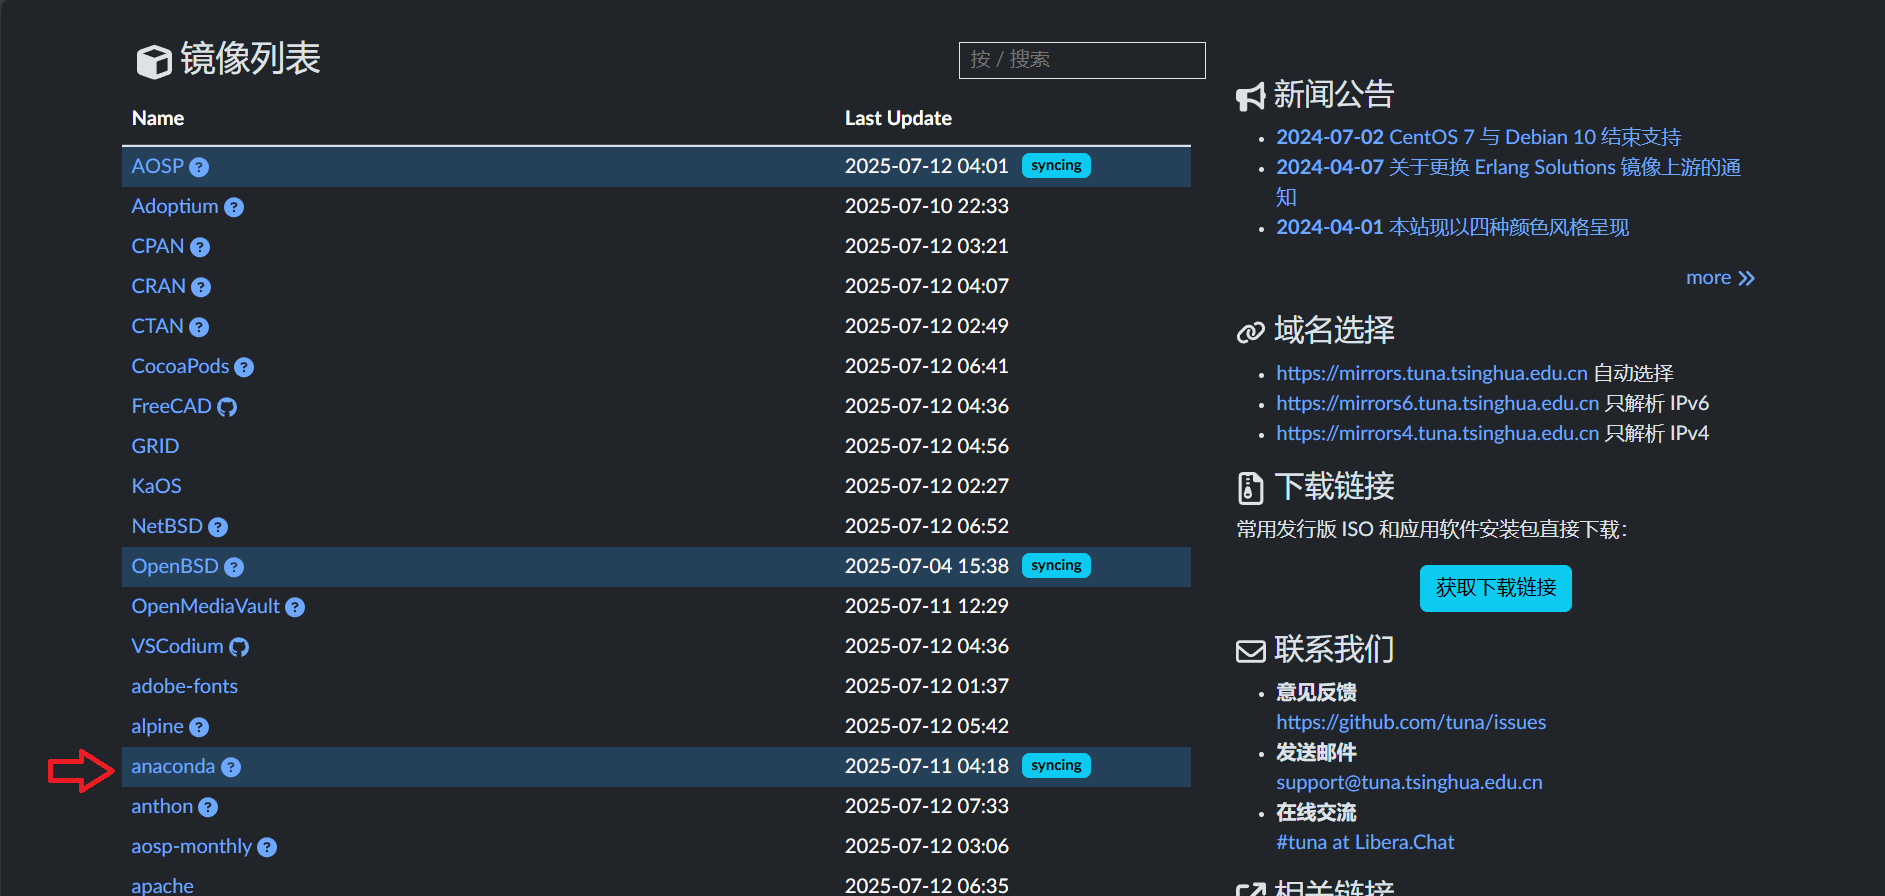 镜像列表
按 / 搜索
Name Last Update
AOSP 2025-07-12 04:01 syncing
Adoptium 2025-07-10 22:33
CPAN 2025-07-12 03:21
CRAN 2025-07-12 04:07
CTAN 2025-07-12 02:49
CocoaPods 2025-07-12 06:41
FreeCAD 2025-07-12 04:36
GRID 2025-07-12 04:56
KaOS 2025-07-12 02:27
NetBSD 2025-07-12 06:52
OpenBSD 2025-07-04 15:38 syncing
OpenMediaVault 2025-07-11 12:29
VSCodium 2025-07-12 04:36
adobe-fonts 2025-07-12 01:37
alpine 2025-07-12 05:42
anaconda 2025-07-11 04:18 syncing
anthon 2025-07-12 07:33
aosp-monthly 2025-07-12 03:06
apache 2025-07-12 06:35
新闻公告
2024-07-02 CentOS 7 与 Debian 10 结束支持
2024-04-07 关于更换 Erlang Solutions 镜像上游的通
知
2024-04-01 本站现以四种颜色风格呈现
more
域名选择
https://mirrors.tuna.tsinghua.edu.cn 自动选择
https://mirrors6.tuna.tsinghua.edu.cn 只解析 IPv6
https://mirrors4.tuna.tsinghua.edu.cn 只解析 IPv4
下载链接
常用发行版 ISO 和应用软件安装包直接下载：
获取下载链接
联系我们
意见反馈
https://github.com/tuna/issues
发送邮件
support@tuna.tsinghua.edu.cn
在线交流
#tuna at Libera.Chat
相关链接